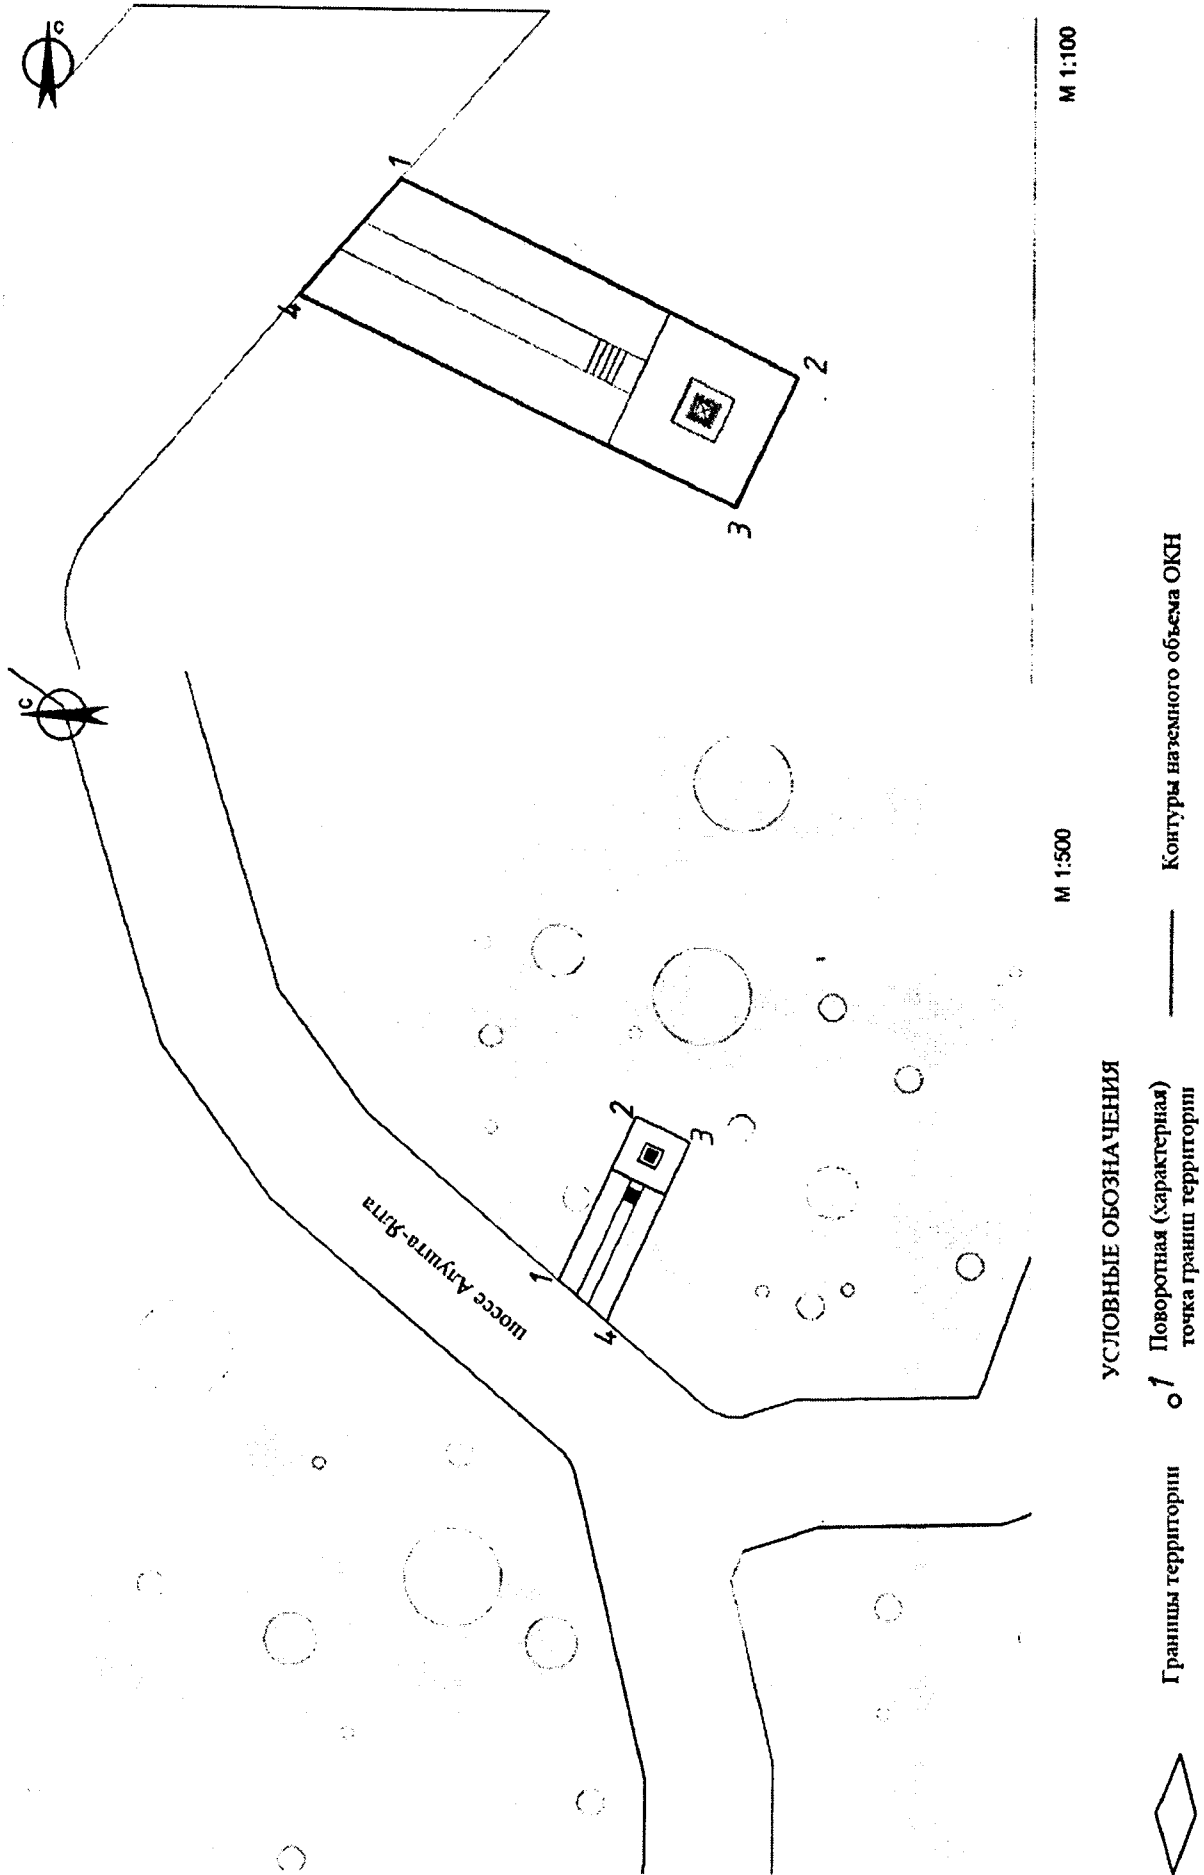 С
С
1
2
3
4
шоссе Алушта-Ялта
1
2
3
4
М 1:500
М 1:100
УСЛОВНЫЕ ОБОЗНАЧЕНИЯ
Границы территории
1
Поворотная (характерная)
точка границ территории
Контуры наземного объема ОКН